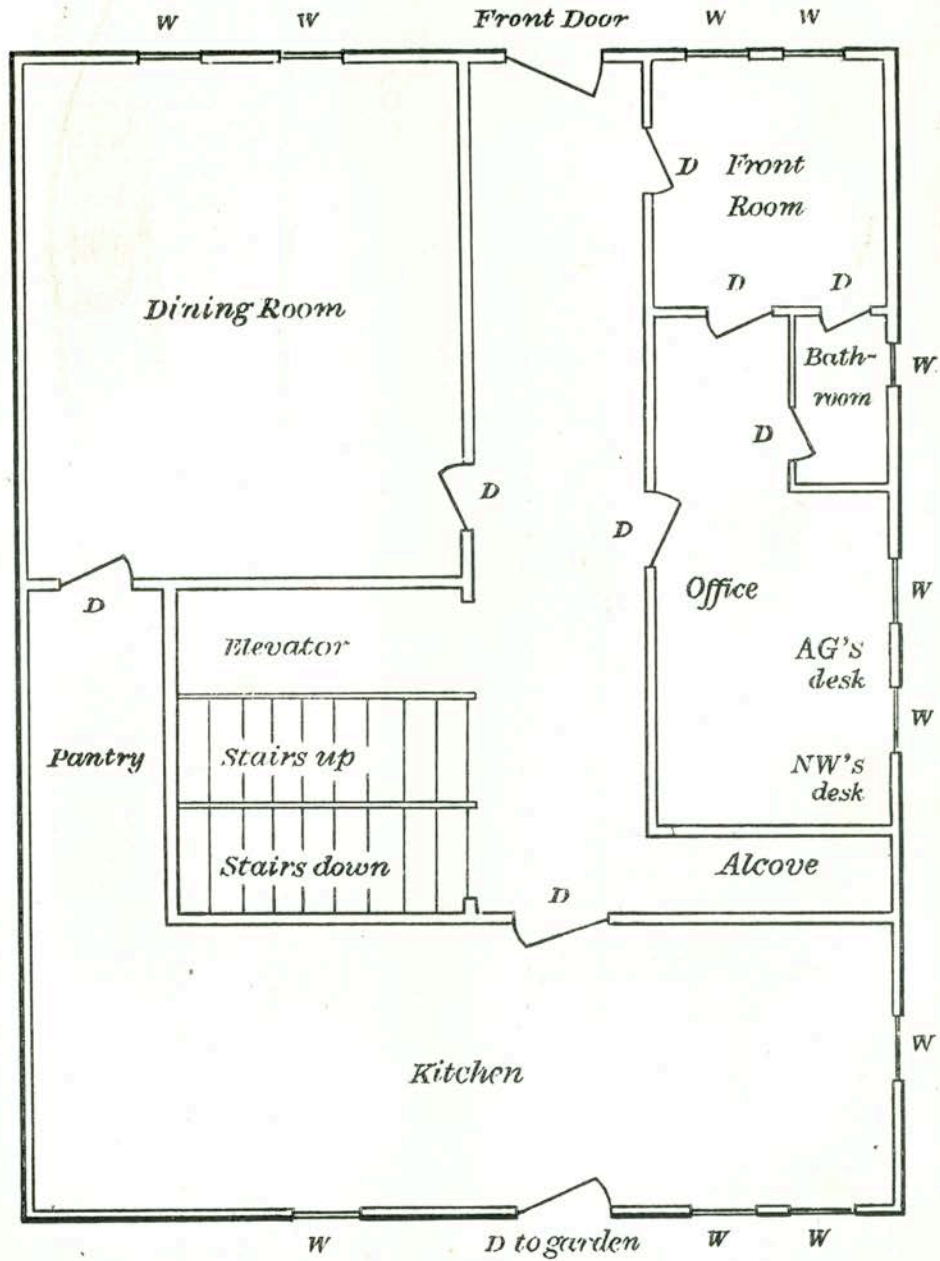 W W Front Door W W
D Front
Room
D D
Dining Room
Bath-
room
W
D
D
D
D
Office
W
Elevator
AG's
desk
W
Pantry
Stairs up
NW's
desk
Stairs down
Alcove
D
W
Kitchen
W D to garden W W